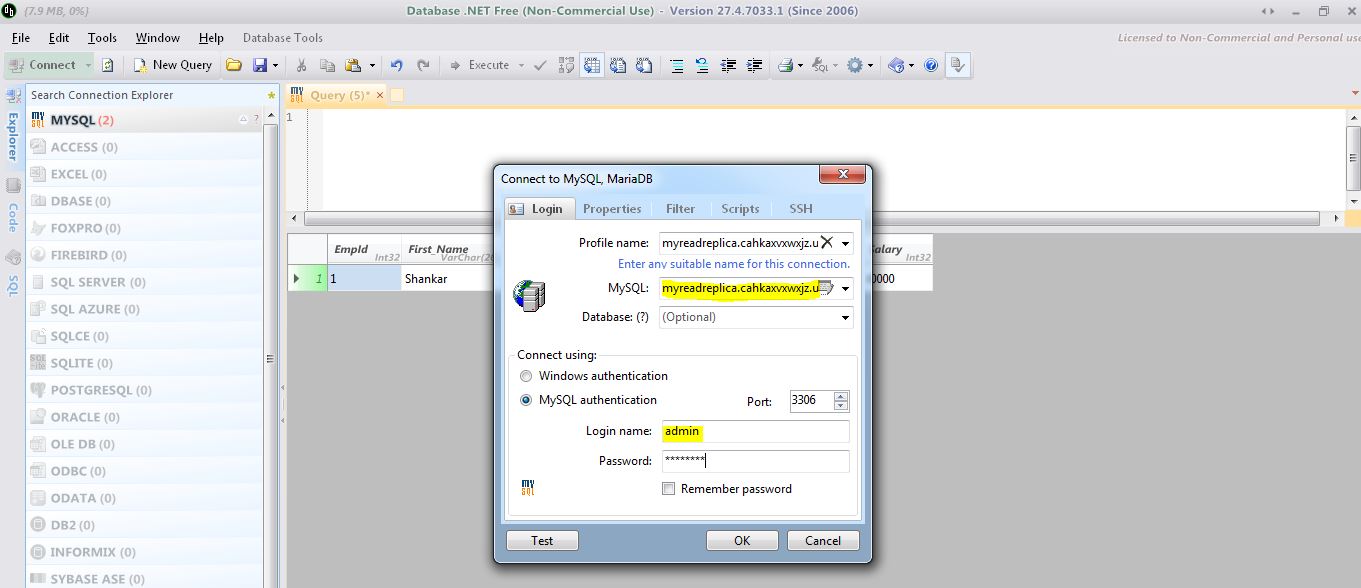 {7.9 MB, 0%} Database .NET Free (Non-Commercial Use) - Version 27.4.7033.1 (Since 2006)
File Edit Tools Window Help Database Tools Licensed to Non-Commercial and Personal use
Connect New Query Execute SQL
Search Connection Explorer
MY SQL Query (5)*
MY SQL MYSQL (2) ?
1
Explorer
Code
SQL
ACCESS (0)
EXCEL (0)
DBASE (0)
FOXPRO (0)
FIREBIRD (0)
SQL SERVER (0)
SQL AZURE (0)
SQLCE (0)
SQLITE (0)
POSTGRESQL (0)
ORACLE (0)
OLE DB (0)
ODBC (0)
ODATA (0)
DB2 (0)
INFORMIX (0)
SYBASE ASE (0)
EmpId Int32 First_Name VarChar(20 Salary Int32
1 1 Shankar 0000
Connect to MySQL, MariaDB
Login Properties Filter Scripts SSH
Profile name: myreadreplica.cahkaxvxwxjz.u
Enter any suitable name for this connection.
MySQL: myreadreplica.cahkaxvxwxjz.u
Database: (?) (Optional)
Connect using:
Windows authentication
MySQL authentication Port: 3306
Login name: admin
Password: ********
MY SQL Remember password
Test OK Cancel